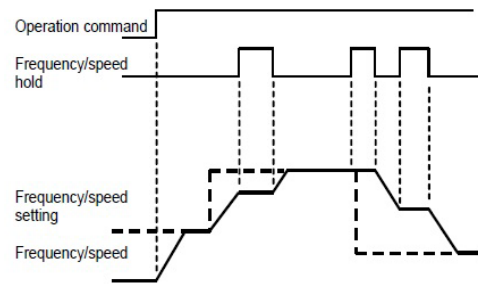 Operation command
Frequency/speed
hold
Frequency/speed
setting
Frequency/speed